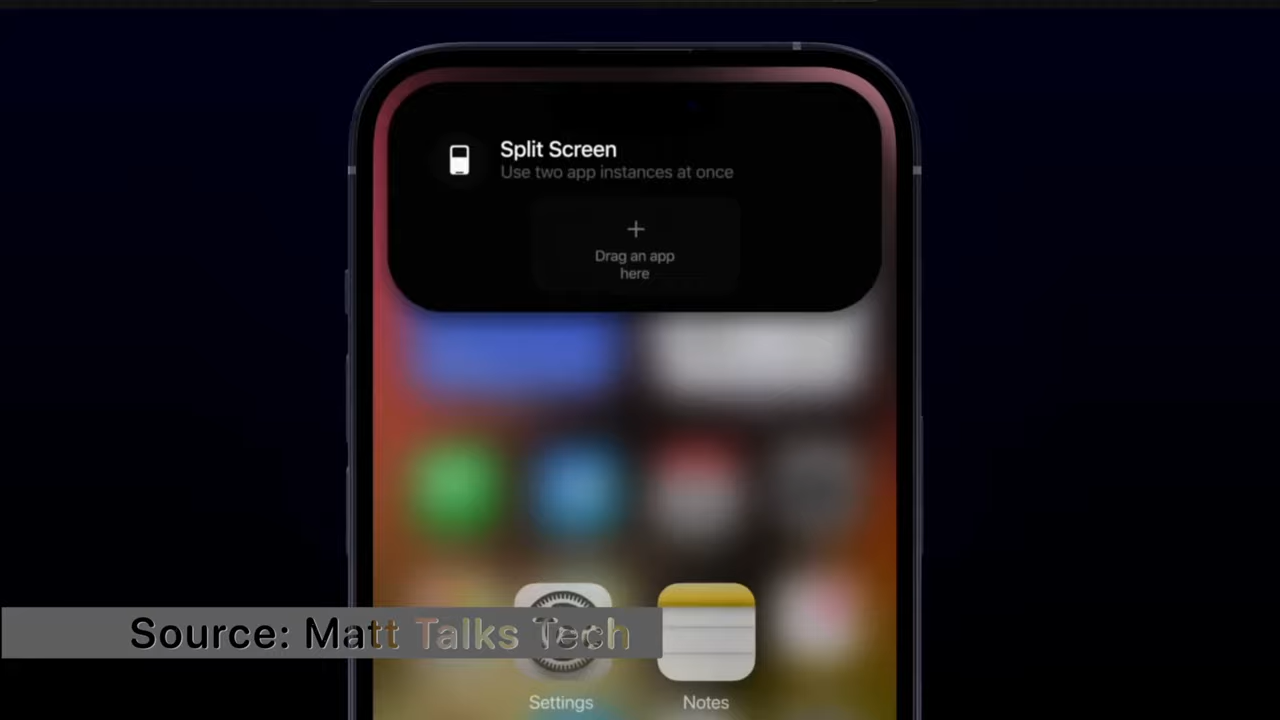 Split Screen
Use two app instances at once
Drag an app
here
Source: Matt Talks Tech
Settings
Notes